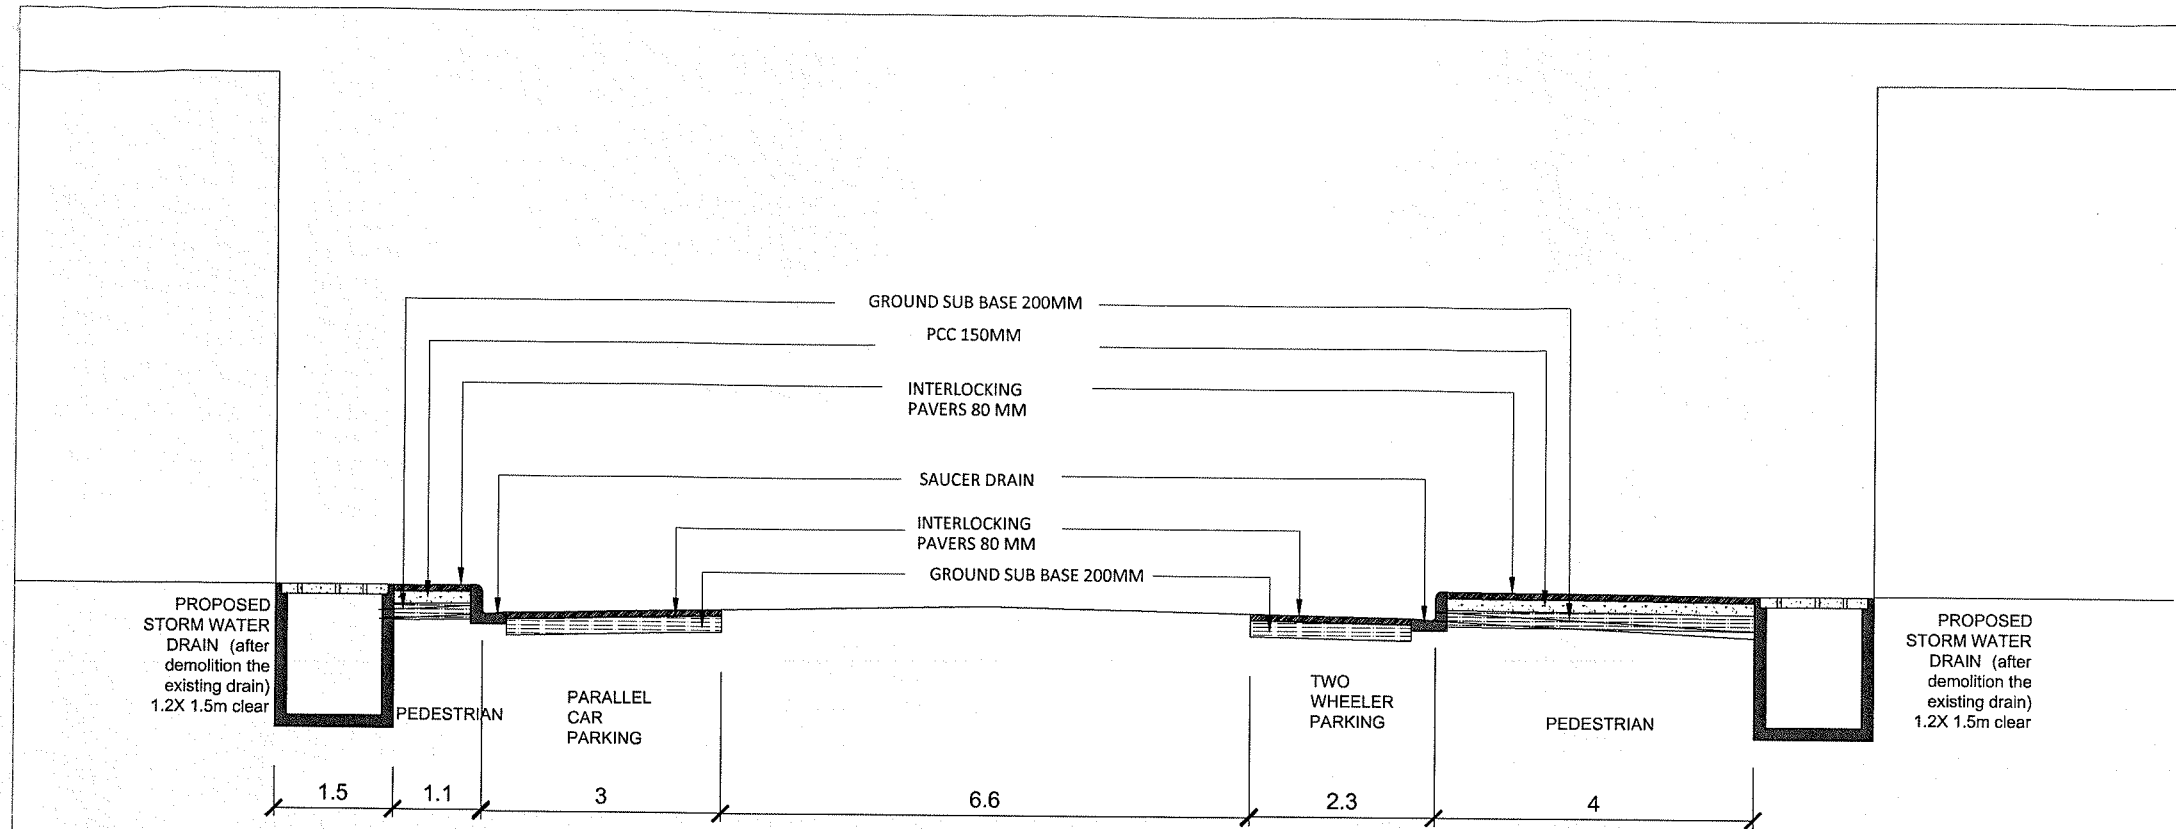 GROUND SUB BASE 200MM
PCC 150MM
INTERLOCKING
PAVERS 80 MM
SAUCER DRAIN
INTERLOCKING
PAVERS 80 MM
GROUND SUB BASE 200MM
PROPOSED
STORM WATER
DRAIN (after
demolition the
existing drain)
1.2X 1.5m clear
PEDESTRIAN
PARALLEL
CAR
PARKING
TWO
WHEELER
PARKING
PEDESTRIAN
PROPOSED
STORM WATER
DRAIN (after
demolition the
existing drain)
1.2X 1.5m clear
1.5 1.1 3 6.6 2.3 4